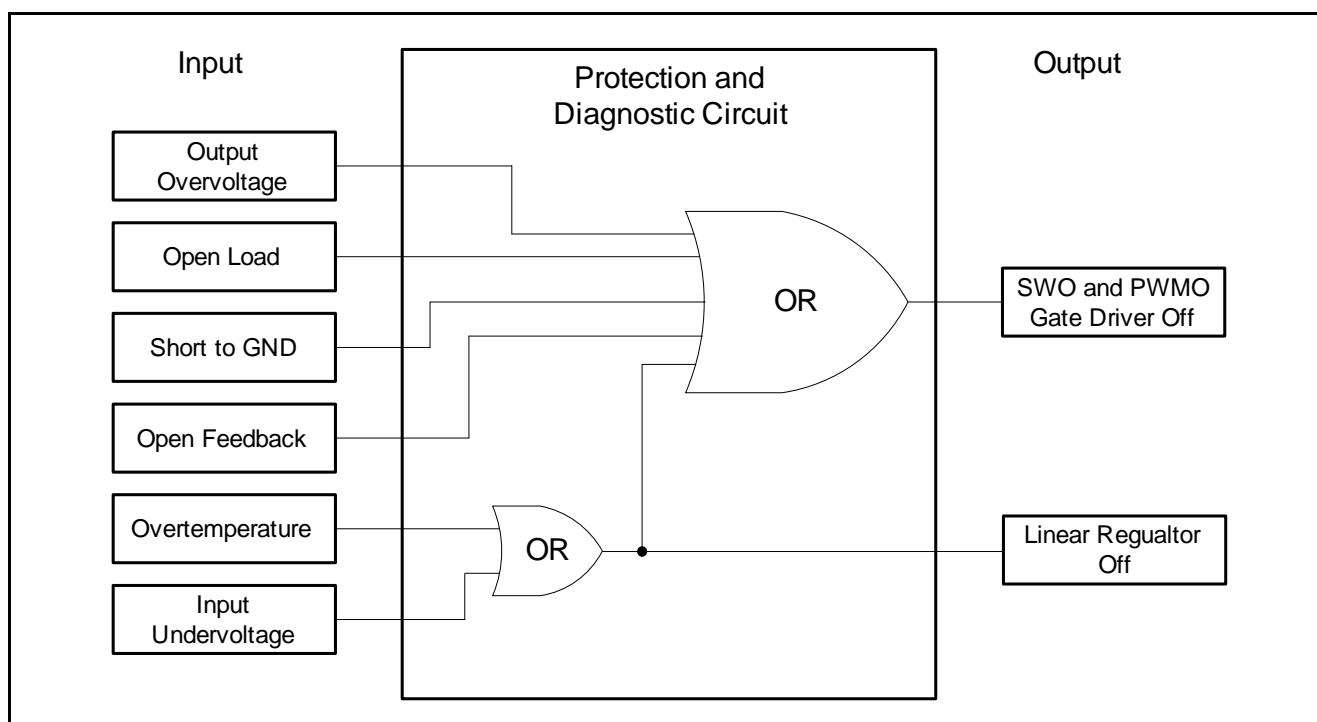 Input
Protection and
Diagnostic Circuit
Output
Output
Overvoltage
Open Load
Short to GND
Open Feedback
Overtemperature
Input
Undervoltage
OR
OR
SWO and PWMO
Gate Driver Off
Linear Regualtor
Off